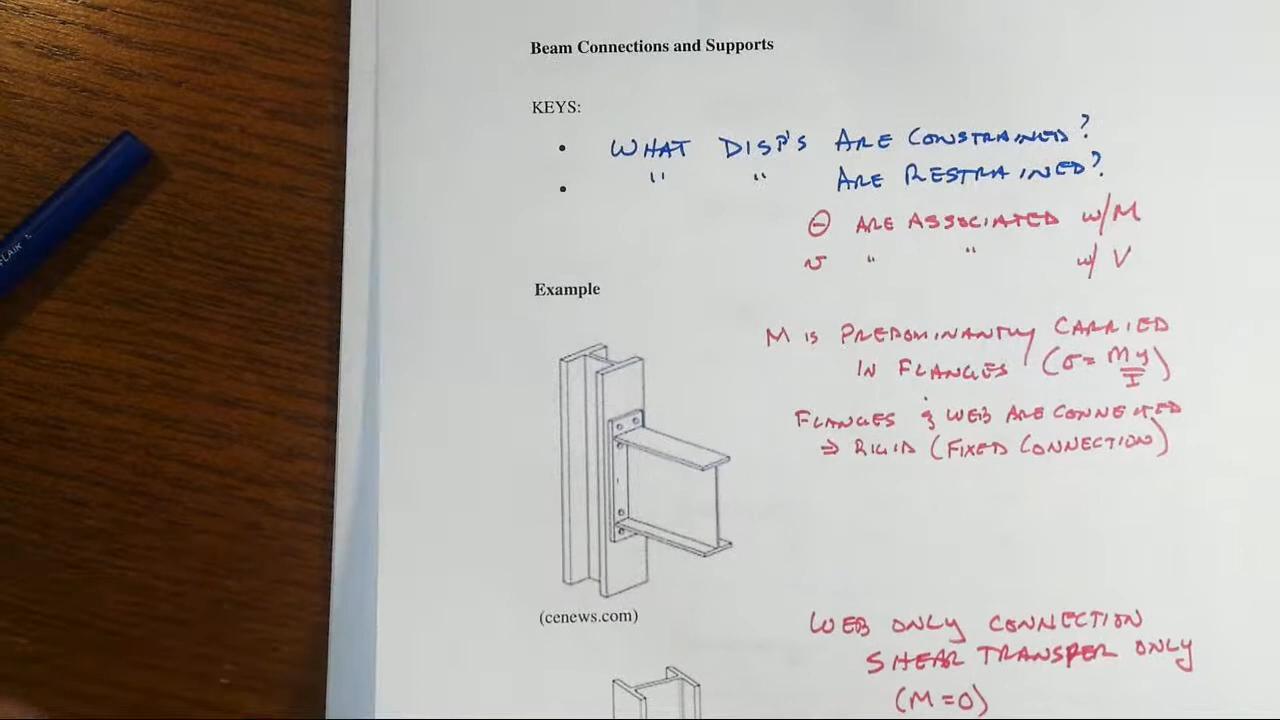 Beam Connections and Supports
KEYS:
• WHAT DISP'S ARE CONSTRAINED?
• " " ARE RESTRAINED?
θ ARE ASSOCIATED w/M
v " " w/ V
Example
M IS PREDOMINANTLY CARRIED
IN FLANGES (σ = My/I)
FLANGES & WEB ARE CONNECTED
⇒ RIGID (FIXED CONNECTION)
(cenews.com)
WEB ONLY CONNECTION
SHEAR TRANSFER ONLY
(M=0)
FLAIR